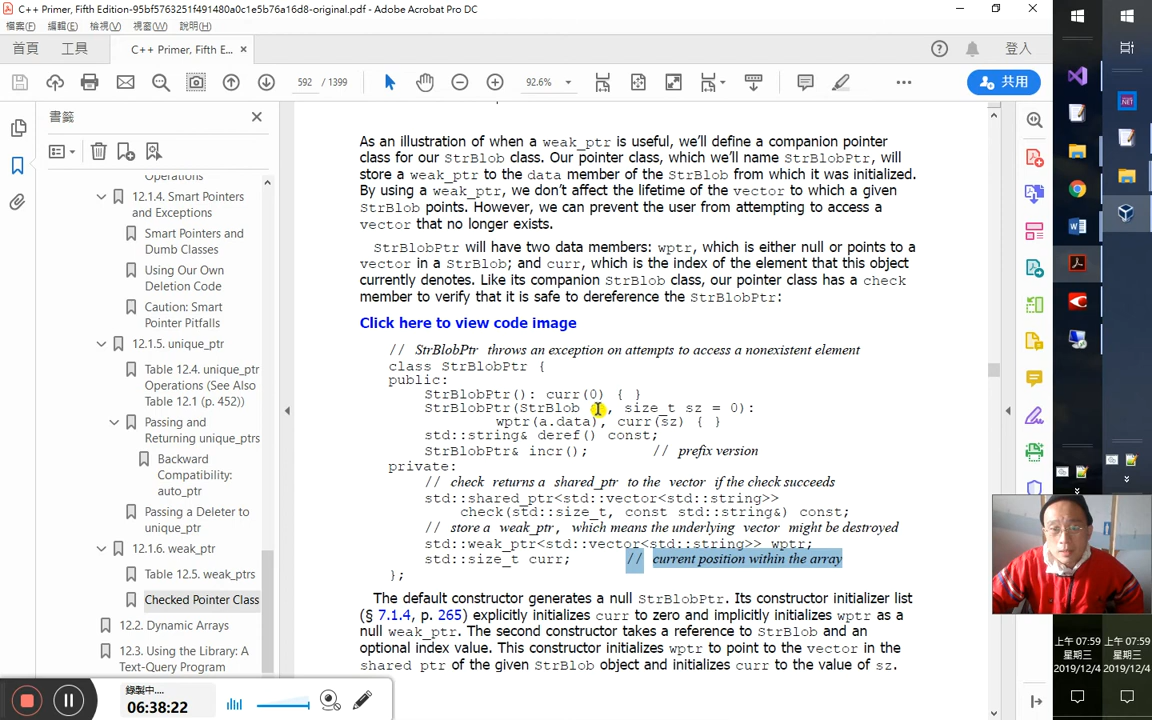 C++ Primer, Fifth Edition-95bf5763251f491480a0c1e5b76a16d8-original.pdf - Adobe Acrobat Pro DC
檔案(F) 編輯(E) 檢視(V) 視窗(W) 說明(H)
首頁 工具 C++ Primer, Fifth E... × 登入
592 / 1399 92.6% 共用
書籤
Operations
12.1.4. Smart Pointers
and Exceptions
Smart Pointers and
Dumb Classes
Using Our Own
Deletion Code
Caution: Smart
Pointer Pitfalls
12.1.5. unique_ptr
Table 12.4. unique_ptr
Operations (See Also
Table 12.1 (p. 452))
Passing and
Returning unique_ptrs
Backward
Compatibility:
auto_ptr
Passing a Deleter to
unique_ptr
12.1.6. weak_ptr
Table 12.5. weak_ptrs
Checked Pointer Class
12.2. Dynamic Arrays
12.3. Using the Library: A
Text-Query Program
As an illustration of when a weak_ptr is useful, we'll define a companion pointer
class for our StrBlob class. Our pointer class, which we'll name StrBlobPtr, will
store a weak_ptr to the data member of the StrBlob from which it was initialized.
By using a weak_ptr, we don't affect the lifetime of the vector to which a given
StrBlob points. However, we can prevent the user from attempting to access a
vector that no longer exists.
StrBlobPtr will have two data members: wptr, which is either null or points to a
vector in a StrBlob; and curr, which is the index of the element that this object
currently denotes. Like its companion StrBlob class, our pointer class has a check
member to verify that it is safe to dereference the StrBlobPtr:
Click here to view code image
// StrBlobPtr throws an exception on attempts to access a nonexistent element
class StrBlobPtr {
public:
StrBlobPtr(): curr(0) { }
StrBlobPtr(StrBlob , size_t sz = 0):
wptr(a.data), curr(sz) { }
std::string& deref() const;
StrBlobPtr& incr(); // prefix version
private:
// check returns a shared_ptr to the vector if the check succeeds
std::shared_ptr<std::vector<std::string>>
check(std::size_t, const std::string&) const;
// store a weak_ptr, which means the underlying vector might be destroyed
std::weak_ptr<std::vector<std::string>> wptr;
std::size_t curr; // current position within the array
};
The default constructor generates a null StrBlobPtr. Its constructor initializer list
(§ 7.1.4, p. 265) explicitly initializes curr to zero and implicitly initializes wptr as a
null weak_ptr. The second constructor takes a reference to StrBlob and an
optional index value. This constructor initializes wptr to point to the vector in the
shared ptr of the given StrBlob object and initializes curr to the value of sz.
錄製中....
06:38:22
上午 07:59 上午 07:59
星期三 星期三
2019/12/4 2019/12/4